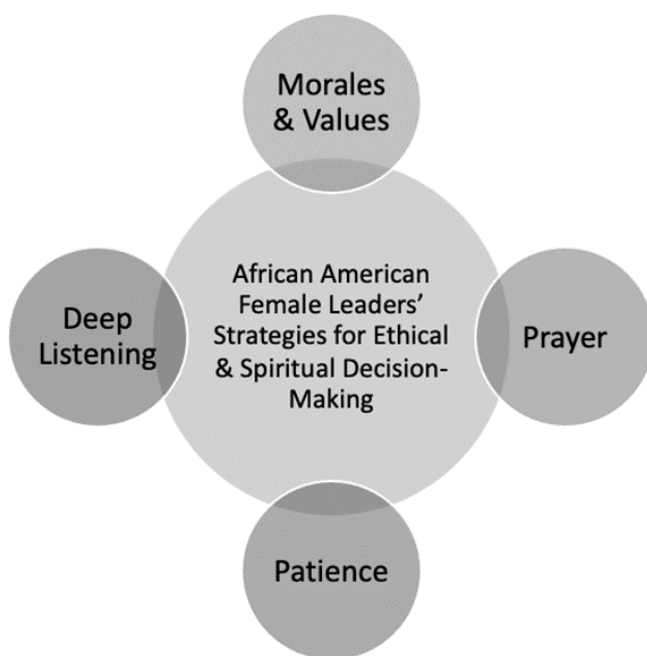 Morales
& Values
Deep
Listening
African American
Female Leaders’
Strategies for Ethical
& Spiritual Decision-
Making
Prayer
Patience